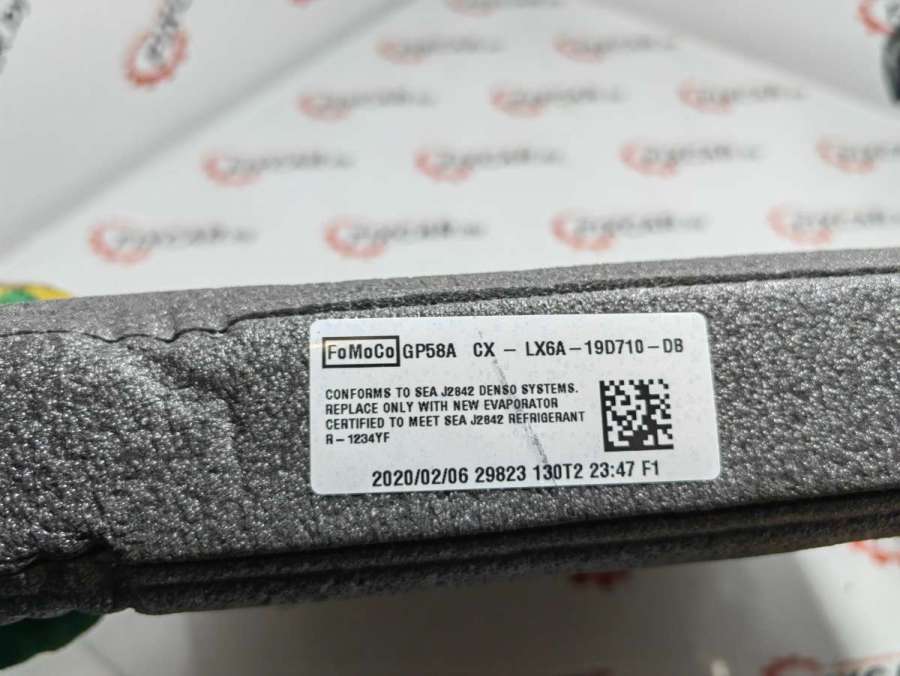 FoMoCo GP58A CX - LX6A-19D710-DB
CONFORMS TO SEA J2842 DENSO SYSTEMS.
REPLACE ONLY WITH NEW EVAPORATOR
CERTIFIED TO MEET SEA J2842 REFRIGERANT
R-1234YF
2020/02/06 29823 130T2 23:47 F1